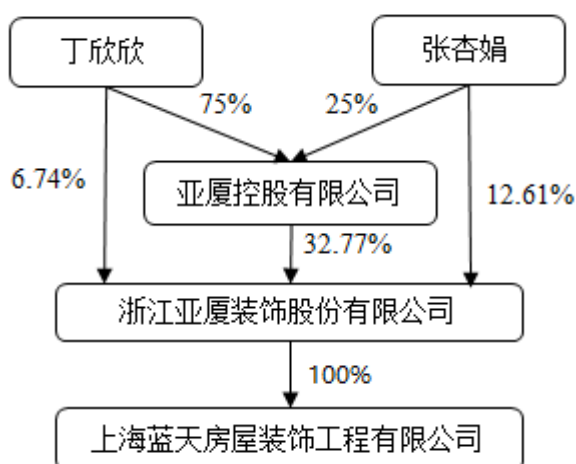 丁欣欣
张杏娟
75%
25%
6.74%
亚厦控股有限公司
12.61%
32.77%
浙江亚厦装饰股份有限公司
100%
上海蓝天房屋装饰工程有限公司